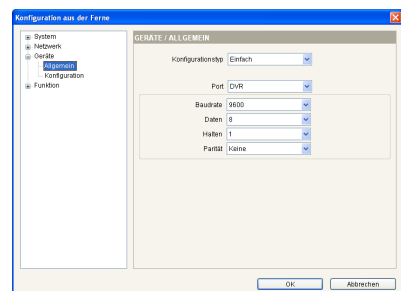 Konfiguration aus der Ferne
System
Netzwerk
Geräte
Allgemein
Konfiguration
Funktion
GERÄTE / ALLGEMEIN
Konfigurationstyp Einfach
Port DVR
Baudrate 9600
Daten 8
Halten 1
Parität Keine
OK Abbrechen